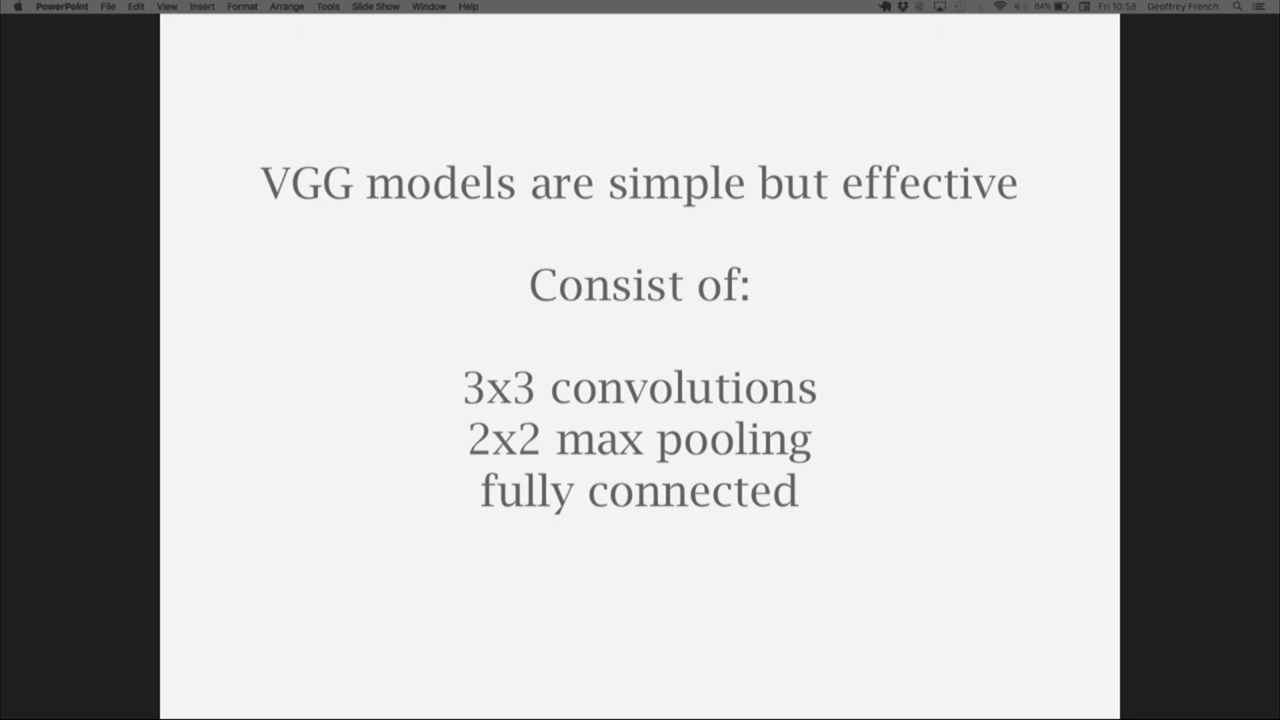 PowerPoint File Edit View Insert Format Arrange Tools Slide Show Window Help 64% Fri 10:58 Geoffrey French
VGG models are simple but effective
Consist of:
3x3 convolutions
2x2 max pooling
fully connected